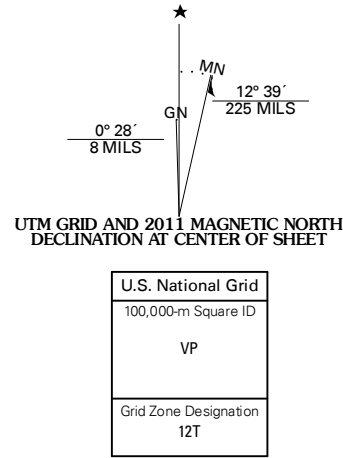 ★
MN
12° 39´
225 MILS
GN
0° 28´
8 MILS
UTM GRID AND 2011 MAGNETIC NORTH
DECLINATION AT CENTER OF SHEET
U.S. National Grid
100,000-m Square ID
VP
Grid Zone Designation
12T